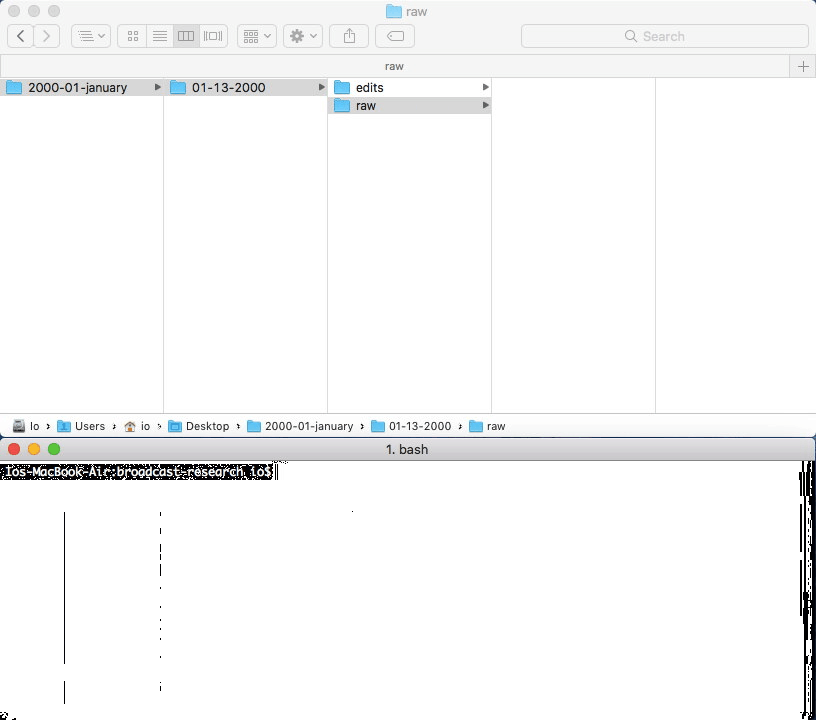 raw
Search
raw
2000-01-january
01-13-2000
edits
raw
Io
Users
io
Desktop
2000-01-january
01-13-2000
raw
1. bash
Ios-MacBook-Air:broadcast-research io$